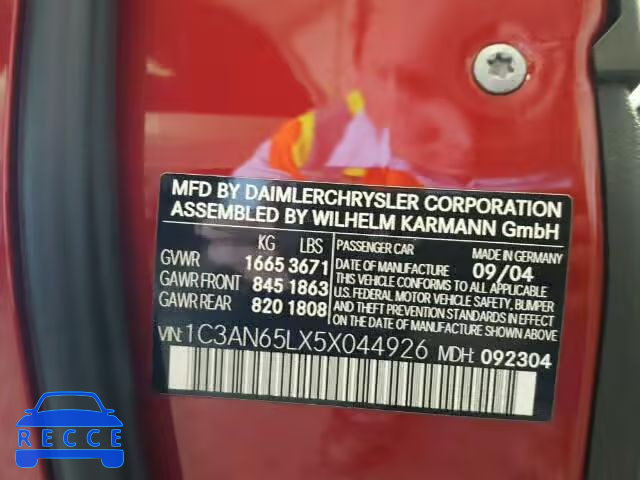 MFD BY DAIMLERCHRYSLER CORPORATION
ASSEMBLED BY WILHELM KARMANN GmbH
KG LBS
GVWR 1665 3671
GAWR FRONT 845 1863
GAWR REAR 820 1808
PASSENGER CAR MADE IN GERMANY
DATE OF MANUFACTURE 09/04
THIS VEHICLE CONFORMS TO ALL APPLICABLE
U.S. FEDERAL MOTOR VEHICLE SAFETY, BUMPER
AND THEFT PREVENTION STANDARDS IN EFFECT
ON THE DATE OF MANUFACTURE SHOWN ABOVE
VIN: 1C3AN65LX5X044926 MDH: 092304
RECCE